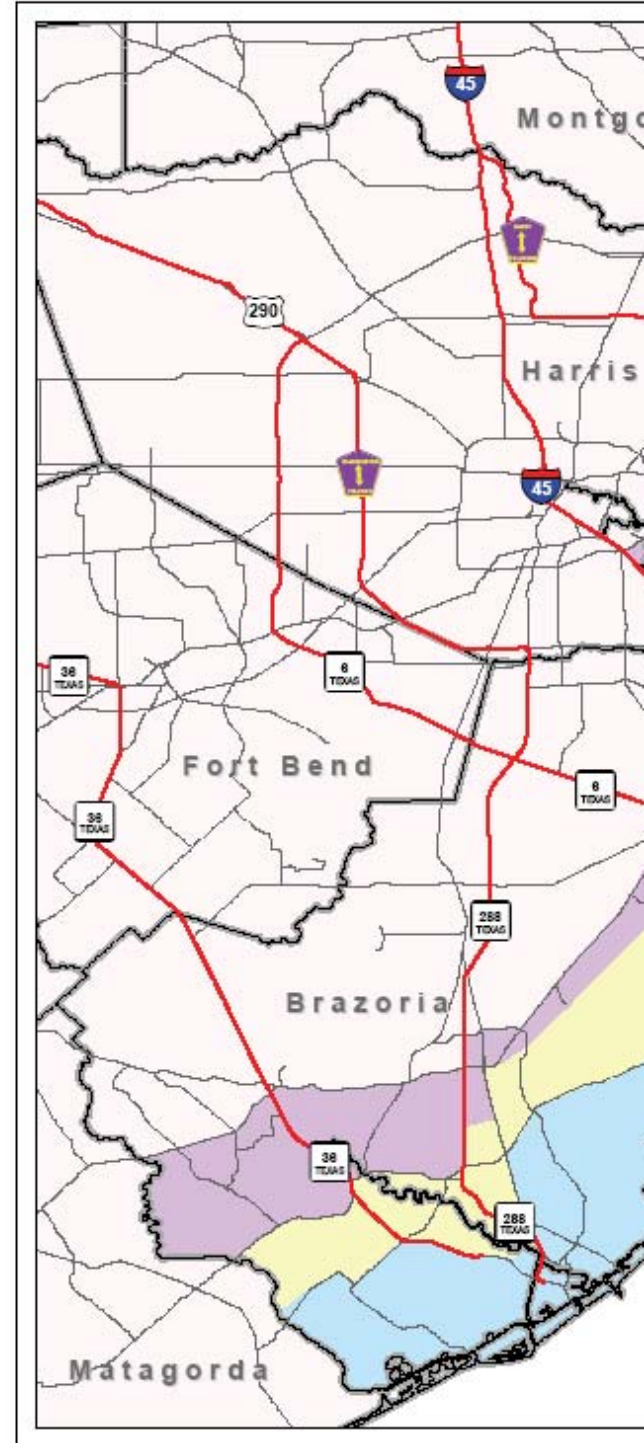 45
Montgo
290
Harris
45
36
TEXAS
6
TEXAS
Fort Bend
36
TEXAS
6
TEXAS
288
TEXAS
Brazoria
36
TEXAS
288
TEXAS
Matagorda